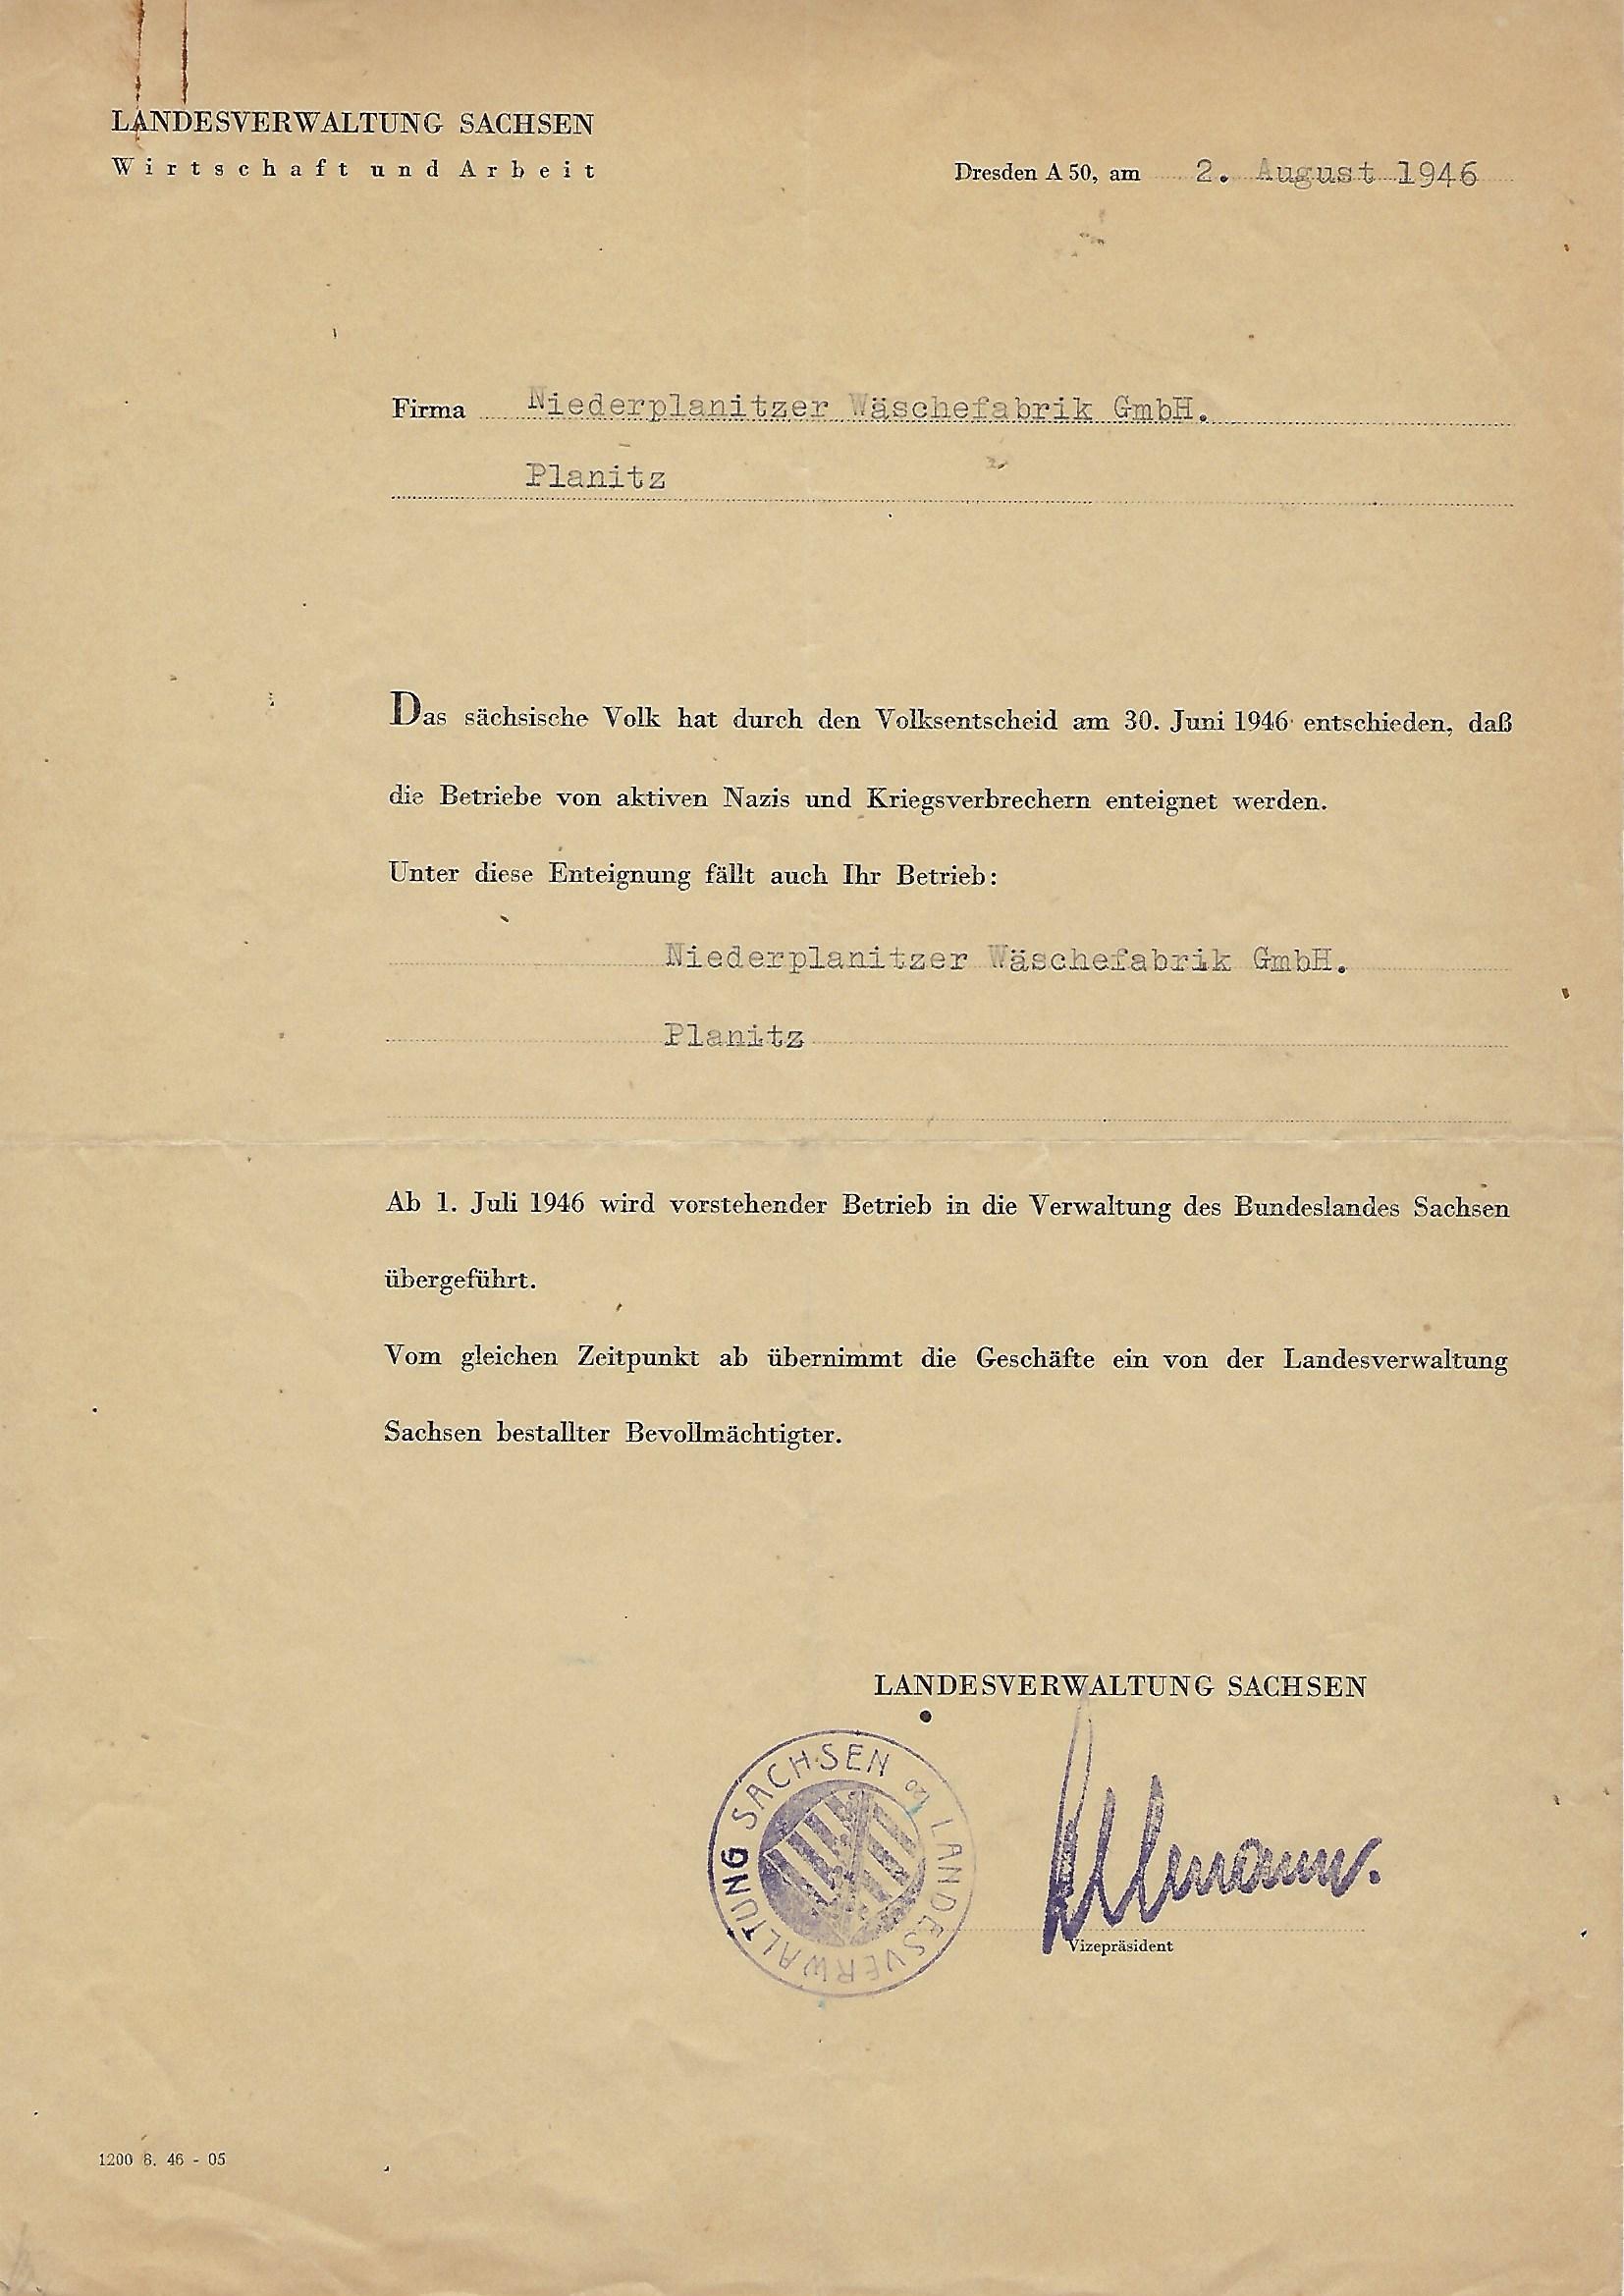 LANDESVERWALTUNG SACHSEN
Wirtschaft und Arbeit
Dresden A 50, am 2. August 1946
Firma Niederplanitzer Wäschefabrik GmbH.
Planitz
Das sächsische Volk hat durch den Volksentscheid am 30. Juni 1946 entschieden, daß
die Betriebe von aktiven Nazis und Kriegsverbrechern enteignet werden.
Unter diese Enteignung fällt auch Ihr Betrieb:
Niederplanitzer Wäschefabrik GmbH.
Planitz
Ab 1. Juli 1946 wird vorstehender Betrieb in die Verwaltung des Bundeslandes Sachsen
übergeführt.
Vom gleichen Zeitpunkt ab übernimmt die Geschäfte ein von der Landesverwaltung
Sachsen bestallter Bevollmächtigter.
LANDESVERWALTUNG SACHSEN
LANDESVERWALTUNG SACHSEN
Vizepräsident
1200 8. 46 - 05